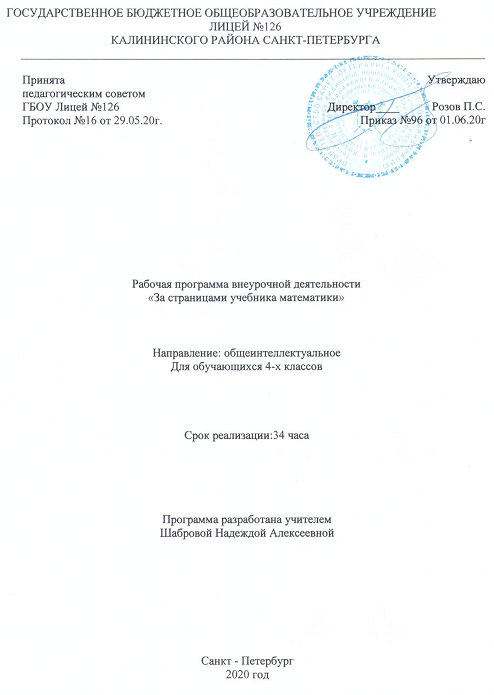 ГОСУДАРСТВЕННОЕ БЮДЖЕТНОЕ ОБЩЕОБРАЗОВАТЕЛЬНОЕ УЧРЕЖДЕНИЕ
ЛИЦЕЙ №126
КАЛИНИНСКОГО РАЙОНА САНКТ-ПЕТЕРБУРГА
Принята Утверждаю
педагогическим советом
ГБОУ Лицей №126 Директор Розов П.С.
Протокол №16 от 29.05.20г. Приказ №96 от 01.06.20г
Рабочая программа внеурочной деятельности
«За страницами учебника математики»
Направление: общеинтеллектуальное
Для обучающихся 4-х классов
Срок реализации:34 часа
Программа разработана учителем
Шабровой Надеждой Алексеевной
Санкт - Петербург
2020 год